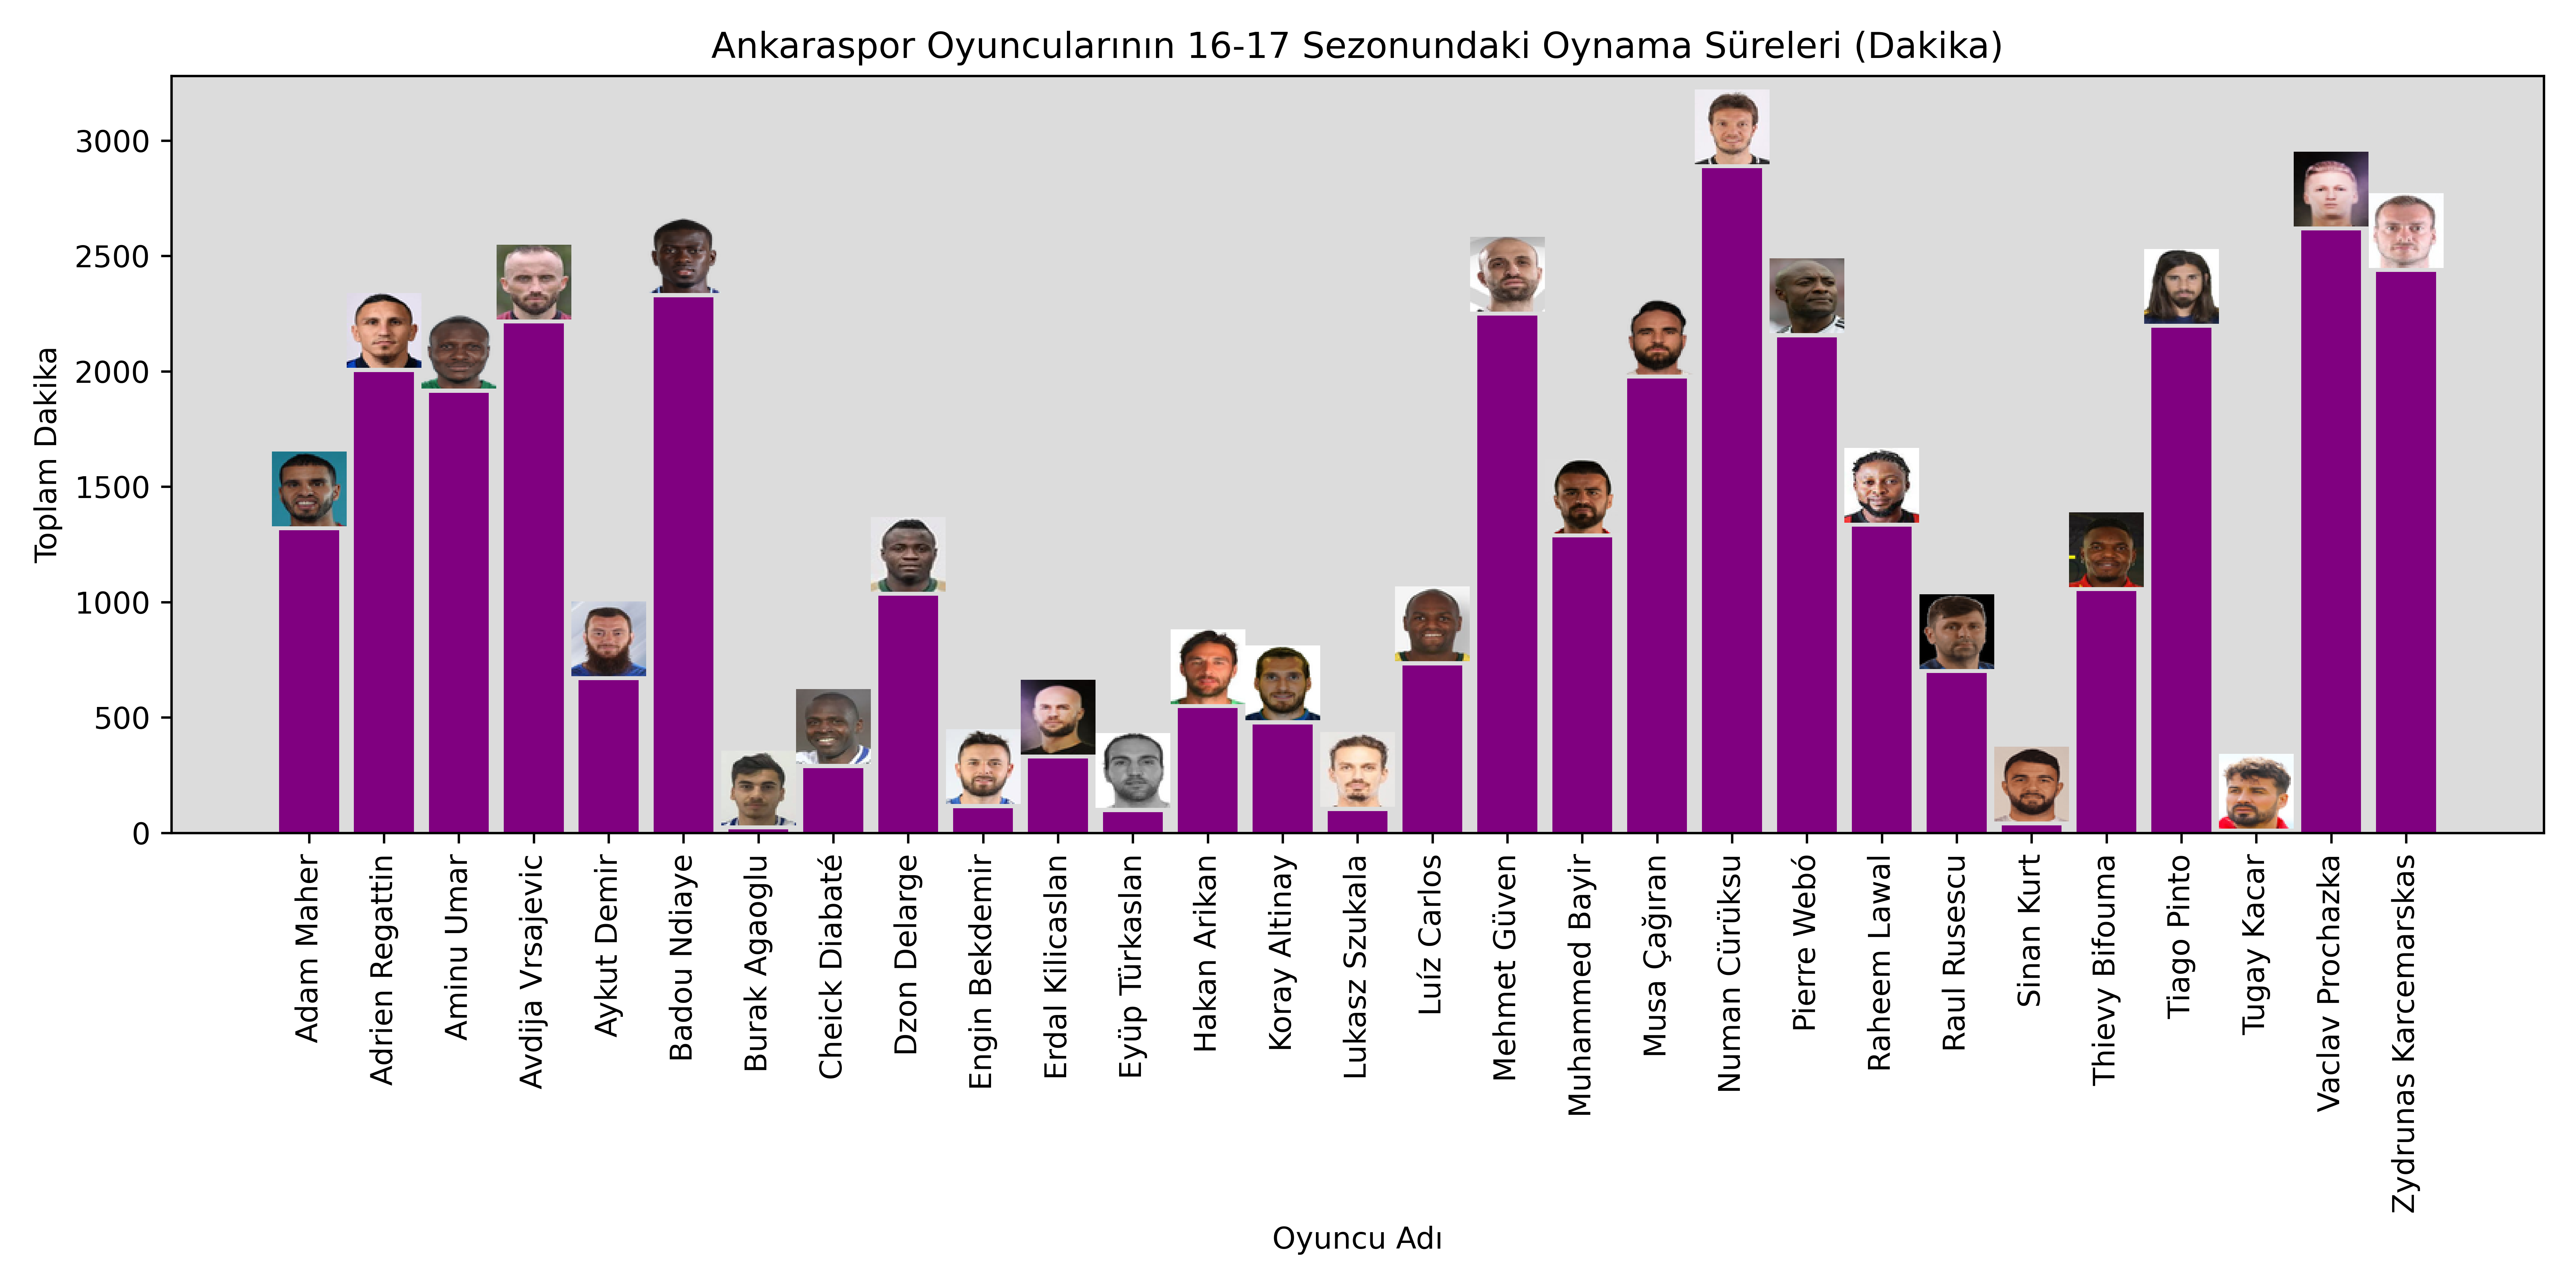 Ankaraspor Oyuncularının 16-17 Sezonundaki Oynama Süreleri (Dakika)
Toplam Dakika
3000
2500
2000
1500
1000
500
0
Adam Maher
Adrien Regattin
Aminu Umar
Avdija Vrsajevic
Aykut Demir
Badou Ndiaye
Burak Agaoglu
Cheick Diabaté
Dzon Delarge
Engin Bekdemir
Erdal Kilicaslan
Eyüp Türkaslan
Hakan Arikan
Koray Altinay
Lukasz Szukala
Luíz Carlos
Mehmet Güven
Muhammed Bayir
Musa Çağıran
Numan Cürüksu
Pierre Webó
Raheem Lawal
Raul Rusescu
Sinan Kurt
Thievy Bifouma
Tiago Pinto
Tugay Kacar
Vaclav Prochazka
Zydrunas Karcemarskas
Oyuncu Adı